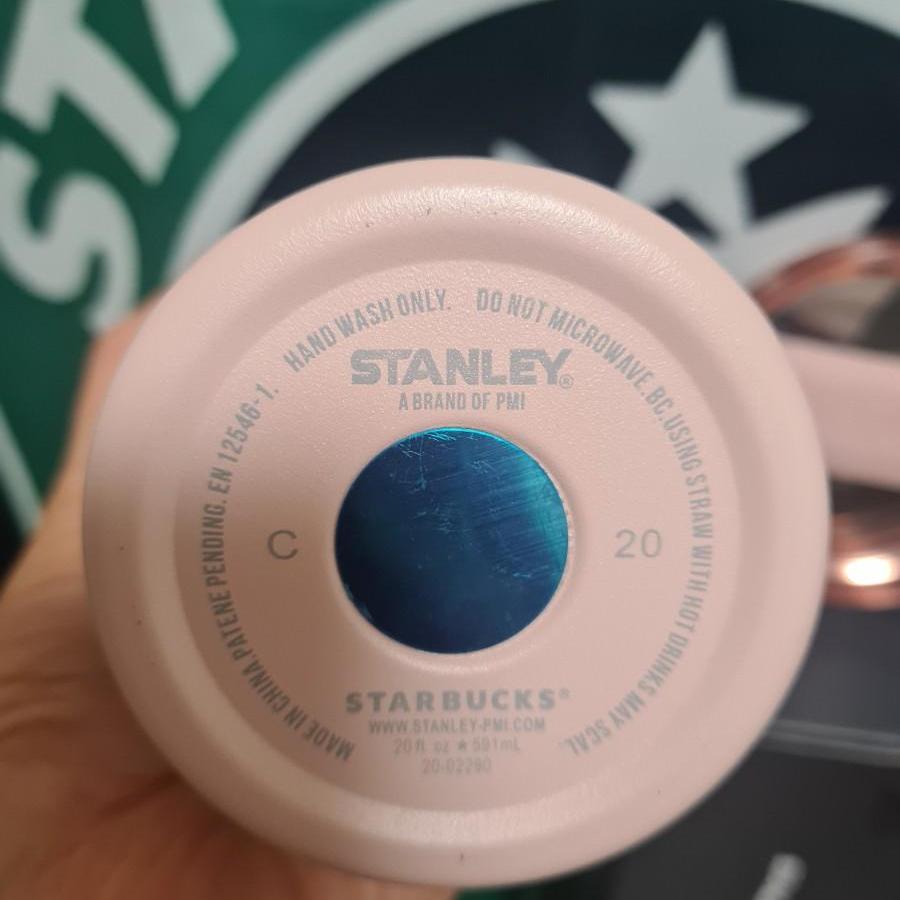 STA
HAND WASH ONLY. DO NOT MICROWAVE. BC.USING STRAW WITH HOT DRINKS MAY SCAL
STANLEY®
A BRAND OF PMI
MADE IN CHINA.PATENE PENDING. EN 12546-1.
C 20
STARBUCKS®
WWW.STANLEY-PMI.COM
20 fl oz ★ 591mL
20-02290